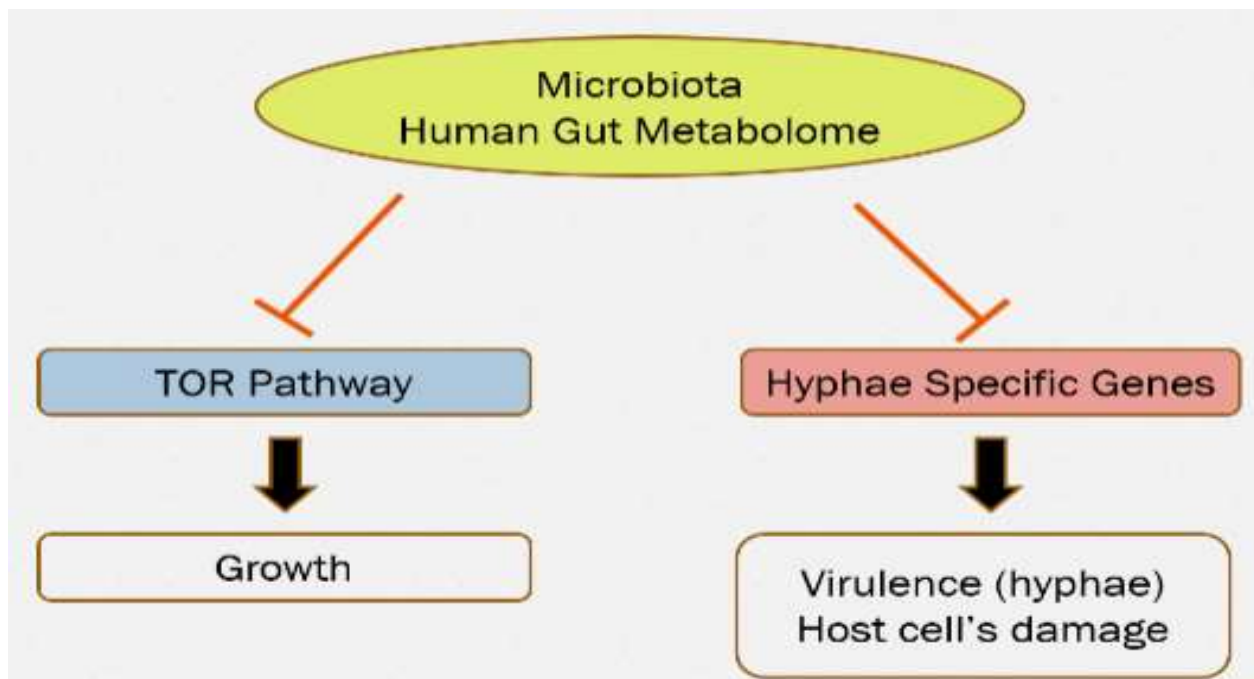 Microbiota
Human Gut Metabolome
TOR Pathway
Hyphae Specific Genes
Growth
Virulence (hyphae)
Host cell's damage